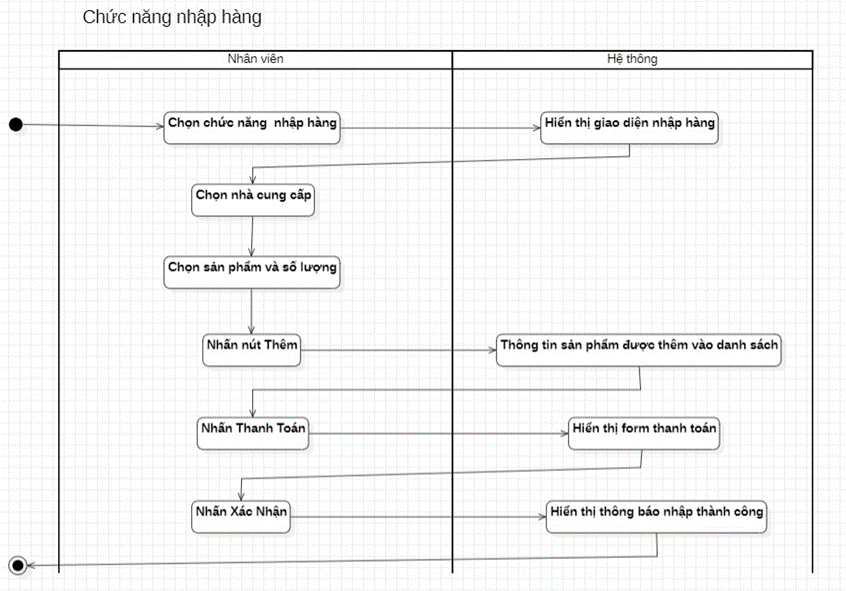 Chức năng nhập hàng
Nhân viên
Hệ thông
Chọn chức năng nhập hàng
Hiển thị giao diện nhập hàng
Chọn nhà cung cấp
Chọn sản phẩm và số lượng
Nhấn nút Thêm
Thông tin sản phẩm được thêm vào danh sách
Nhấn Thanh Toán
Hiển thị form thanh toán
Nhấn Xác Nhận
Hiển thị thông báo nhập thành công